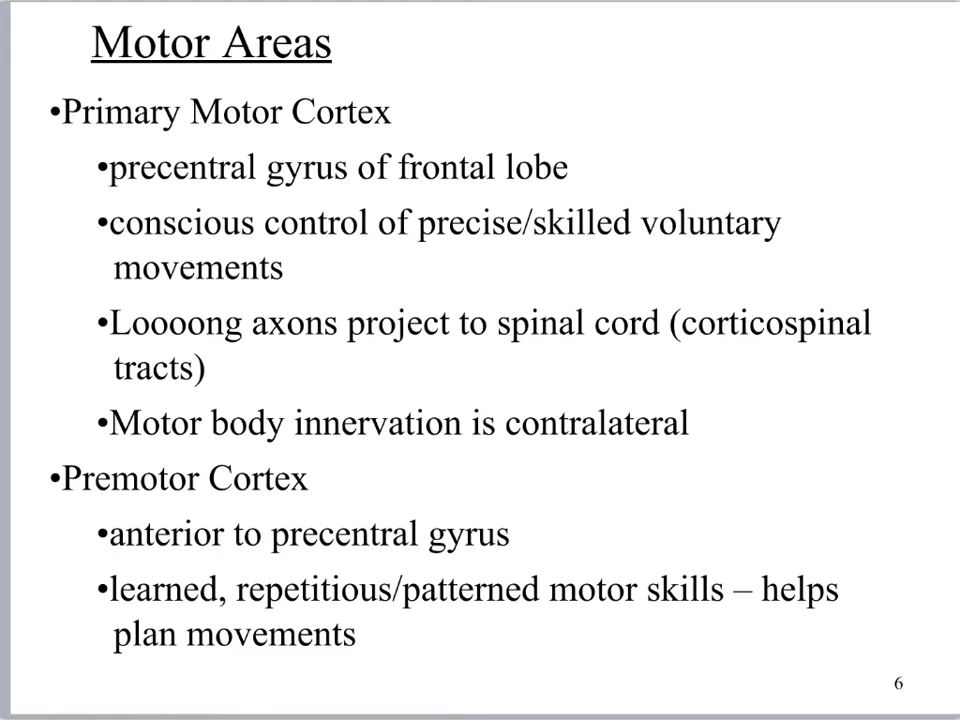 Motor Areas
•Primary Motor Cortex
•precentral gyrus of frontal lobe
•conscious control of precise/skilled voluntary
movements
•Loooong axons project to spinal cord (corticospinal
tracts)
•Motor body innervation is contralateral
•Premotor Cortex
•anterior to precentral gyrus
•learned, repetitious/patterned motor skills – helps
plan movements
6